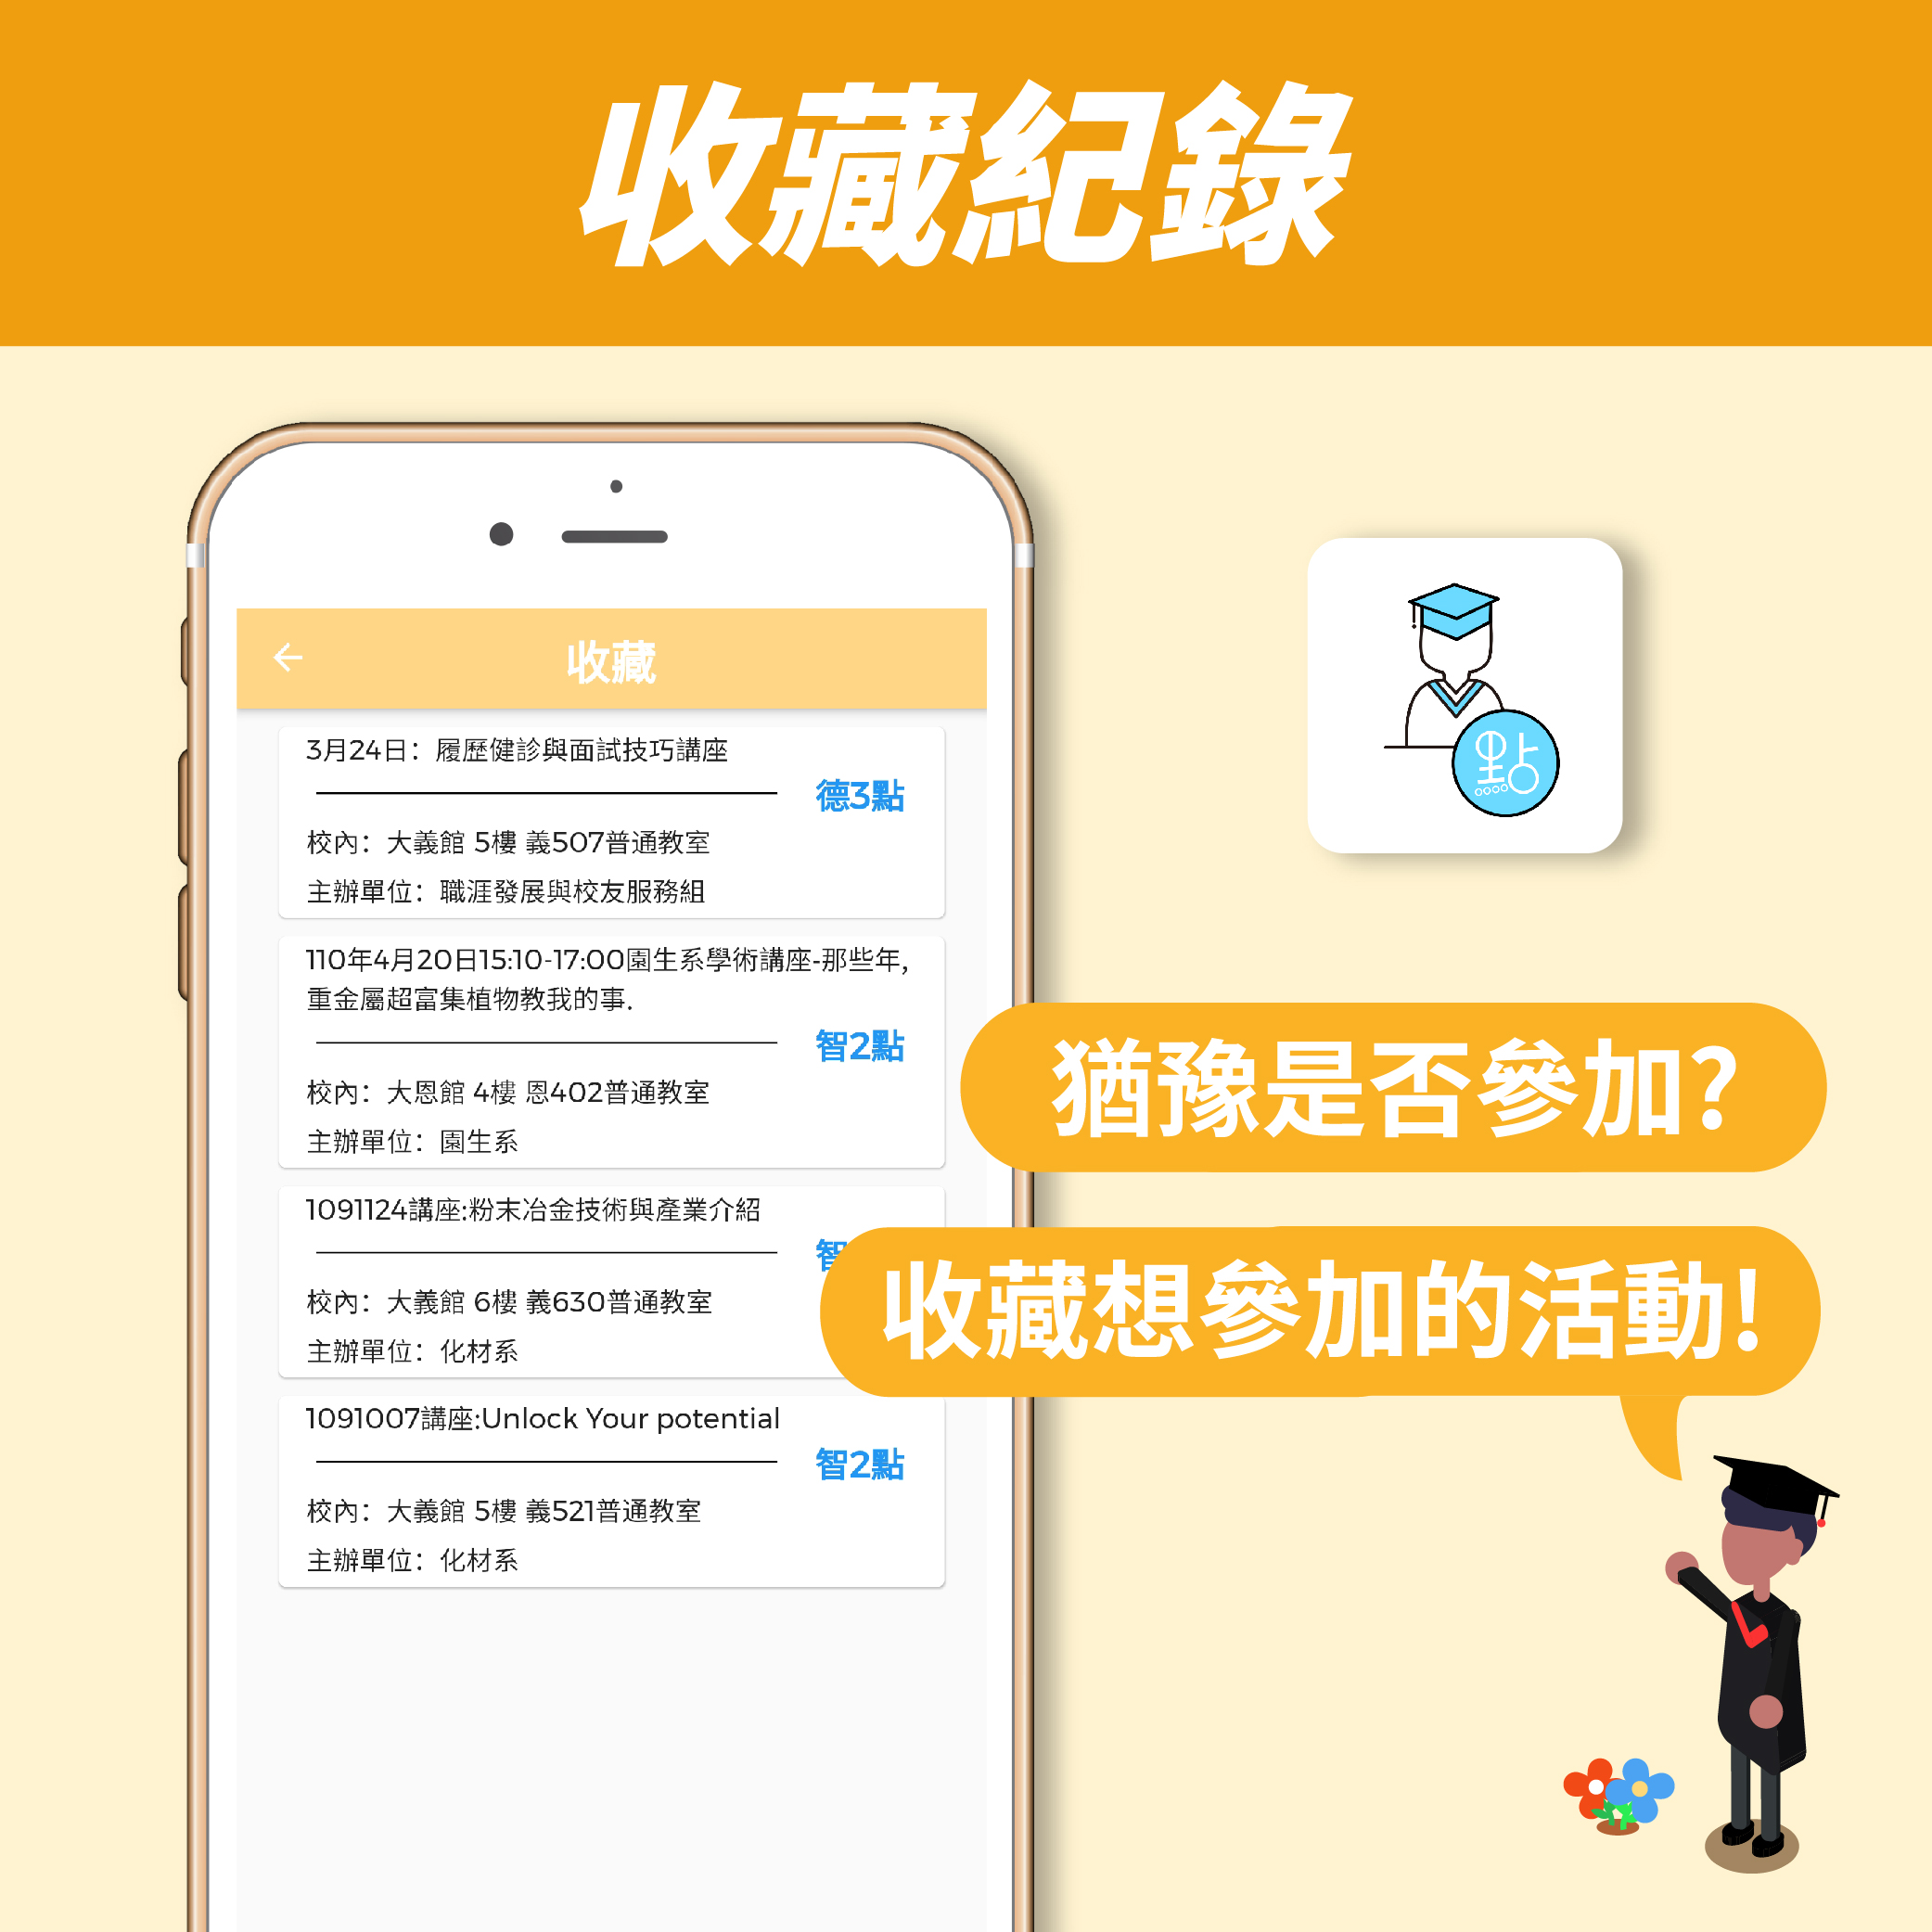 收藏紀錄
收藏
3月24日：履歷健診與面試技巧講座
德3點
校內：大義館 5樓 義507普通教室
主辦單位：職涯發展與校友服務組
110年4月20日15:10-17:00園生系學術講座-那些年,
重金屬超富集植物教我的事.
智2點
校內：大恩館 4樓 恩402普通教室
主辦單位：園生系
1091124講座:粉末冶金技術與產業介紹
校內：大義館 6樓 義630普通教室
主辦單位：化材系
1091007講座:Unlock Your potential
智2點
校內：大義館 5樓 義521普通教室
主辦單位：化材系
點
猶豫是否參加?
收藏想參加的活動!